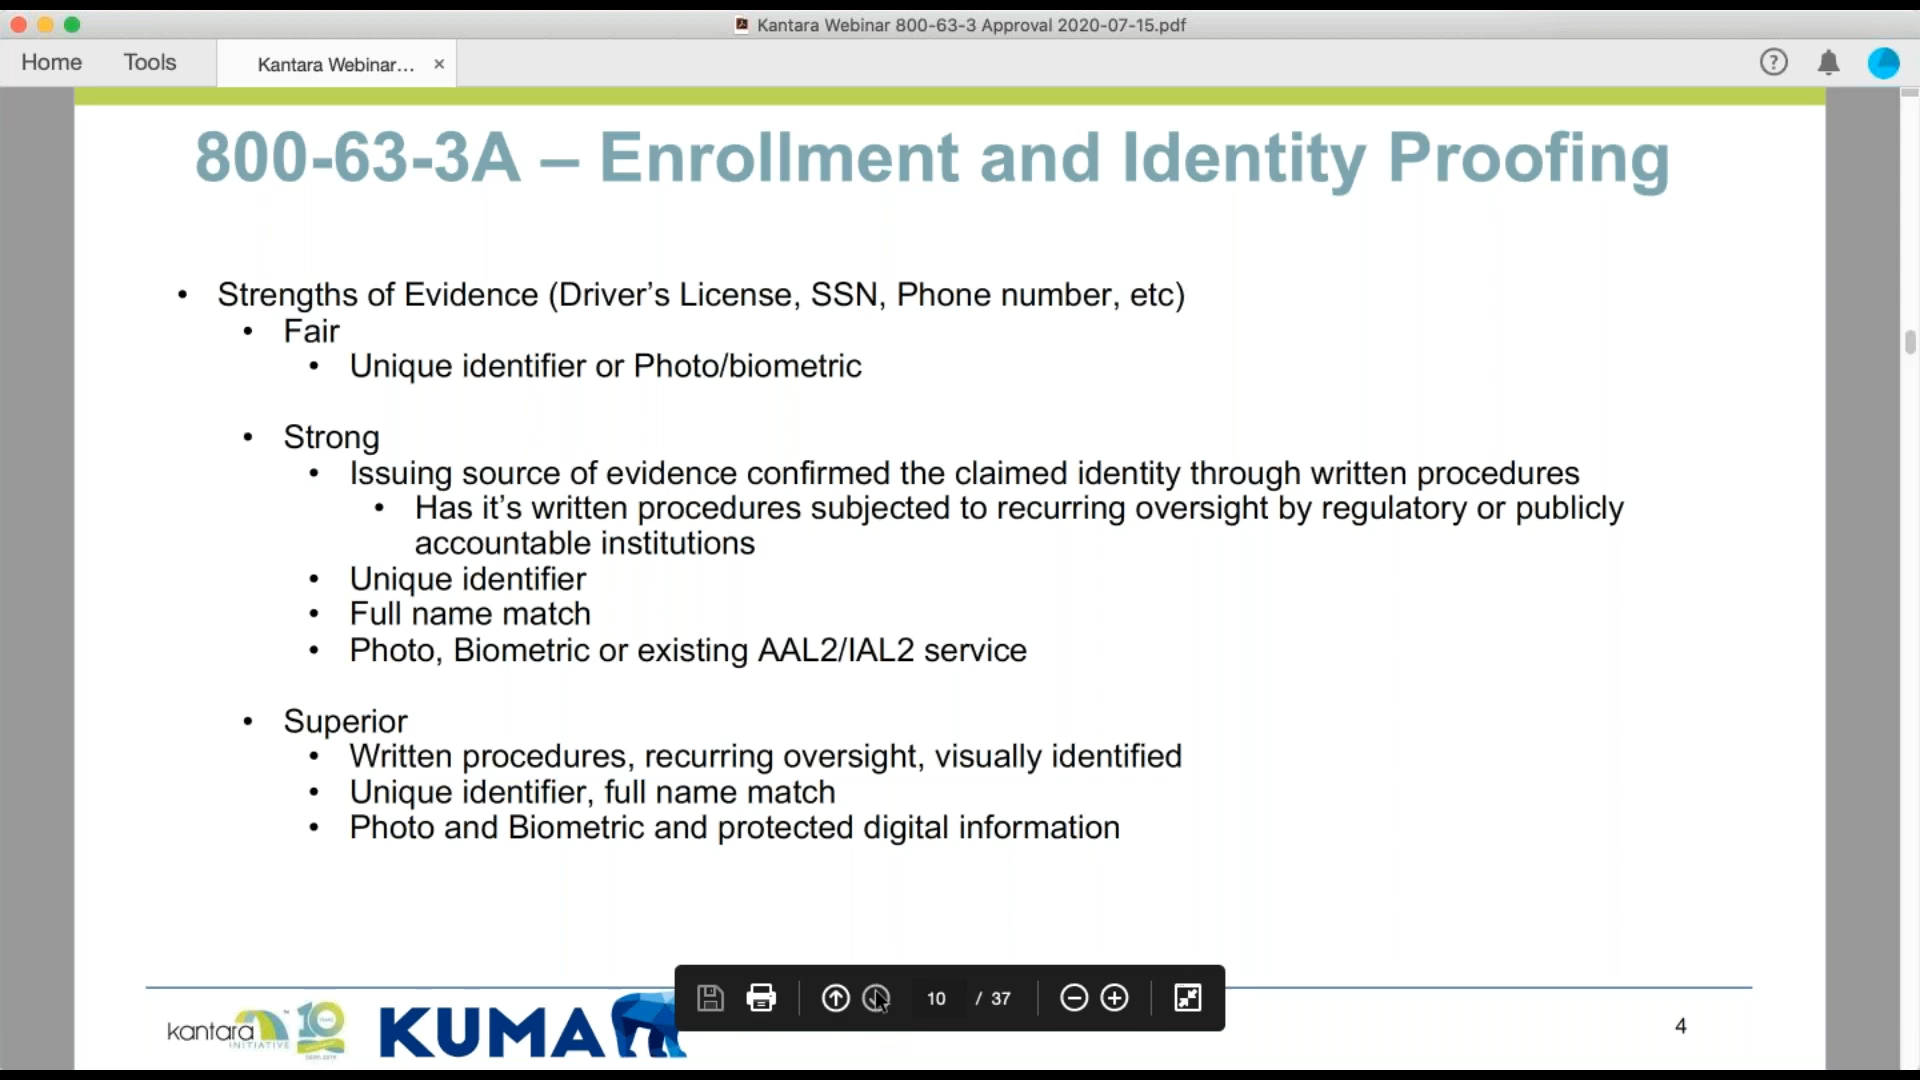 Kantara Webinar 800-63-3 Approval 2020-07-15.pdf
Home
Tools
Kantara Webinar...
800-63-3A – Enrollment and Identity Proofing
• Strengths of Evidence (Driver’s License, SSN, Phone number, etc)
• Fair
• Unique identifier or Photo/biometric
• Strong
• Issuing source of evidence confirmed the claimed identity through written procedures
• Has it’s written procedures subjected to recurring oversight by regulatory or publicly
accountable institutions
• Unique identifier
• Full name match
• Photo, Biometric or existing AAL2/IAL2 service
• Superior
• Written procedures, recurring oversight, visually identified
• Unique identifier, full name match
• Photo and Biometric and protected digital information
kantara
INITIATIVE
10
YEARS
KUMA
10 / 37
4